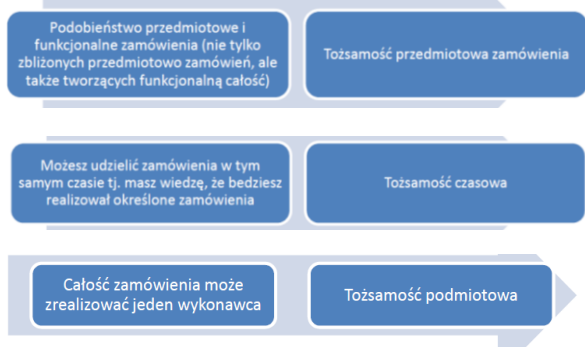 Podobieństwo przedmiotowe i
funkcjonalne zamówienia (nie tylko
zbliżonych przedmiotowo zamówień, ale
także tworzących funkcjonalną całość)
Tożsamość przedmiotowa zamówienia
Możesz udzielić zamówienia w tym
samym czasie tj. masz wiedzę, że bedziesz
realizował określone zamówienia
Tożsamość czasowa
Całość zamówienia może
zrealizować jeden wykonawca
Tożsamość podmiotowa